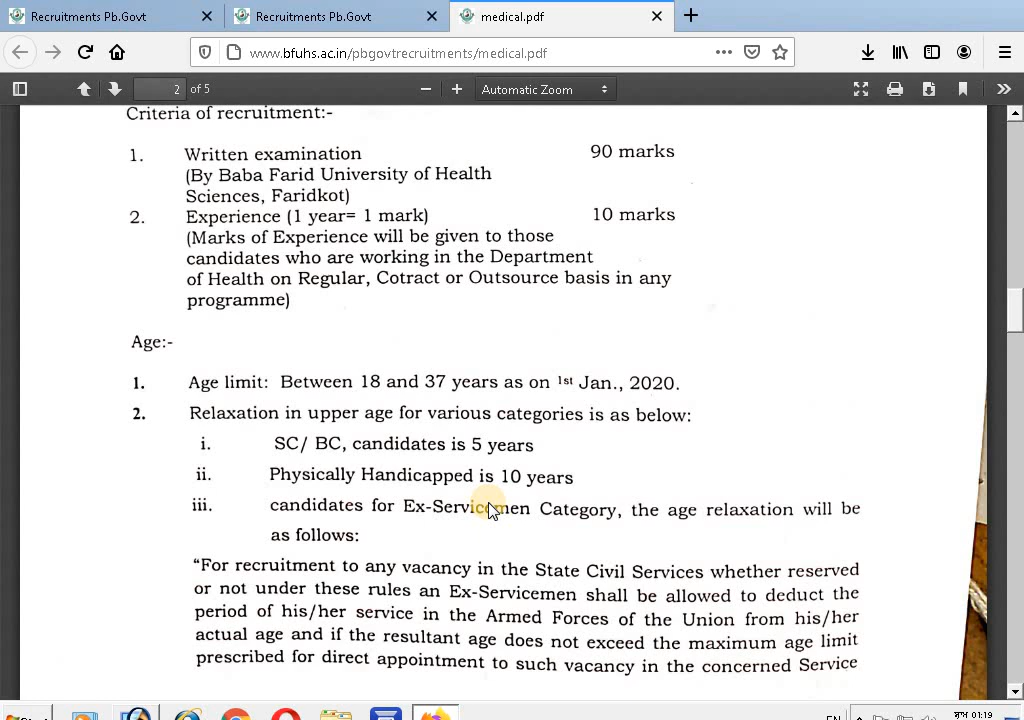 Recruitments Pb.Govt
Recruitments Pb.Govt
medical.pdf
www.bfuhs.ac.in/pbgovtrecruitments/medical.pdf
2 of 5
Automatic Zoom
Criteria of recruitment:-
1. Written examination 90 marks
(By Baba Farid University of Health
Sciences, Faridkot)
2. Experience (1 year= 1 mark) 10 marks
(Marks of Experience will be given to those
candidates who are working in the Department
of Health on Regular, Cotract or Outsource basis in any
programme)
Age:-
1. Age limit: Between 18 and 37 years as on 1st Jan., 2020.
2. Relaxation in upper age for various categories is as below:
i. SC/ BC, candidates is 5 years
ii. Physically Handicapped is 10 years
iii. candidates for Ex-Servicemen Category, the age relaxation will be
as follows:
“For recruitment to any vacancy in the State Civil Services whether reserved
or not under these rules an Ex-Servicemen shall be allowed to deduct the
period of his/her service in the Armed Forces of the Union from his/her
actual age and if the resultant age does not exceed the maximum age limit
prescribed for direct appointment to such vacancy in the concerned Service
EN 01:19